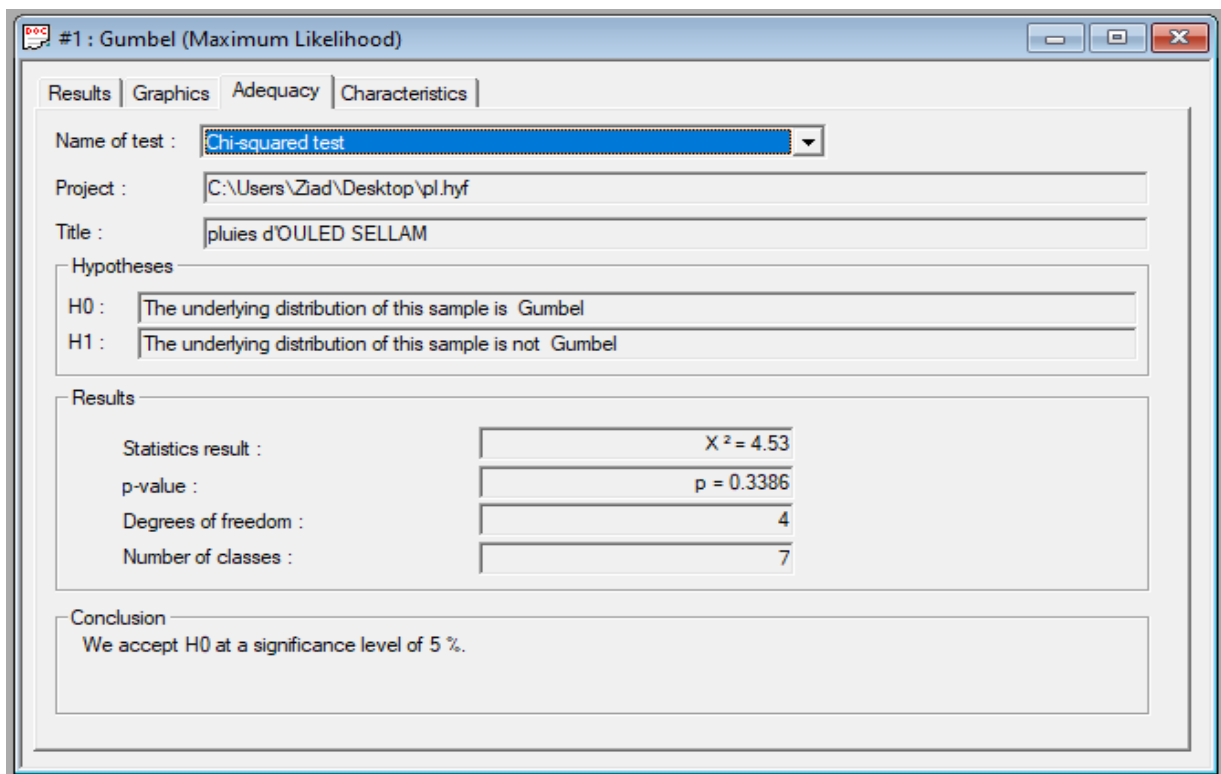 #1 : Gumbel (Maximum Likelihood)
Results Graphics Adequacy Characteristics
Name of test : Chi-squared test
Project : C:\Users\Ziad\Desktop\pl.hyf
Title : pluies d'OULED SELLAM
Hypotheses
H0 : The underlying distribution of this sample is  Gumbel
H1 : The underlying distribution of this sample is not  Gumbel
Results
Statistics result : X ² = 4.53
p-value : p = 0.3386
Degrees of freedom : 4
Number of classes : 7
Conclusion
We accept H0 at a significance level of 5 %.